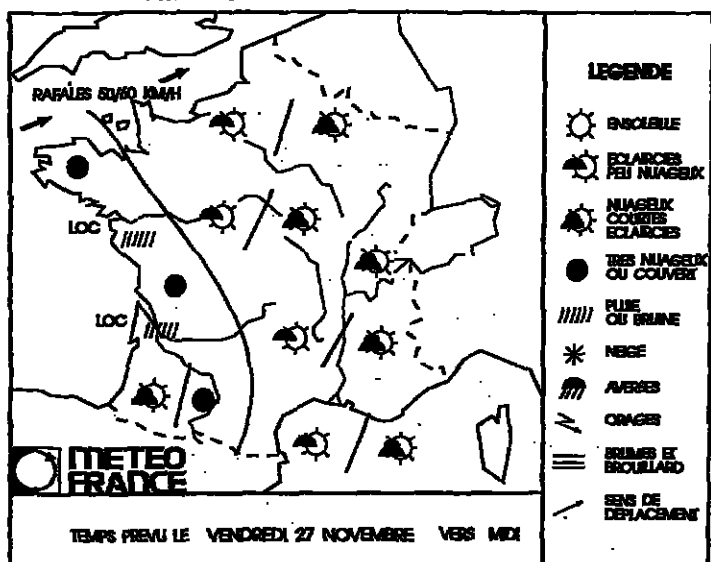 RAFALES 50/60 KM/H
LOC
LOC
METEO
FRANCE
TEMPS PREVU LE VENDREDI 27 NOVEMBRE VERS MIDI
LEGENDE
ENSOLEILLE
ECLAIRCIES
PEU NUAGEUX
NUAGEUX
COURTES
ECLAIRCIES
TRES NUAGEUX
OU COUVERT
PLUIE
OU BRUINE
NEIGE
AVERSES
ORAGES
BRUMES ET
BROUILLARD
SENS DE
DEPLACEMENT